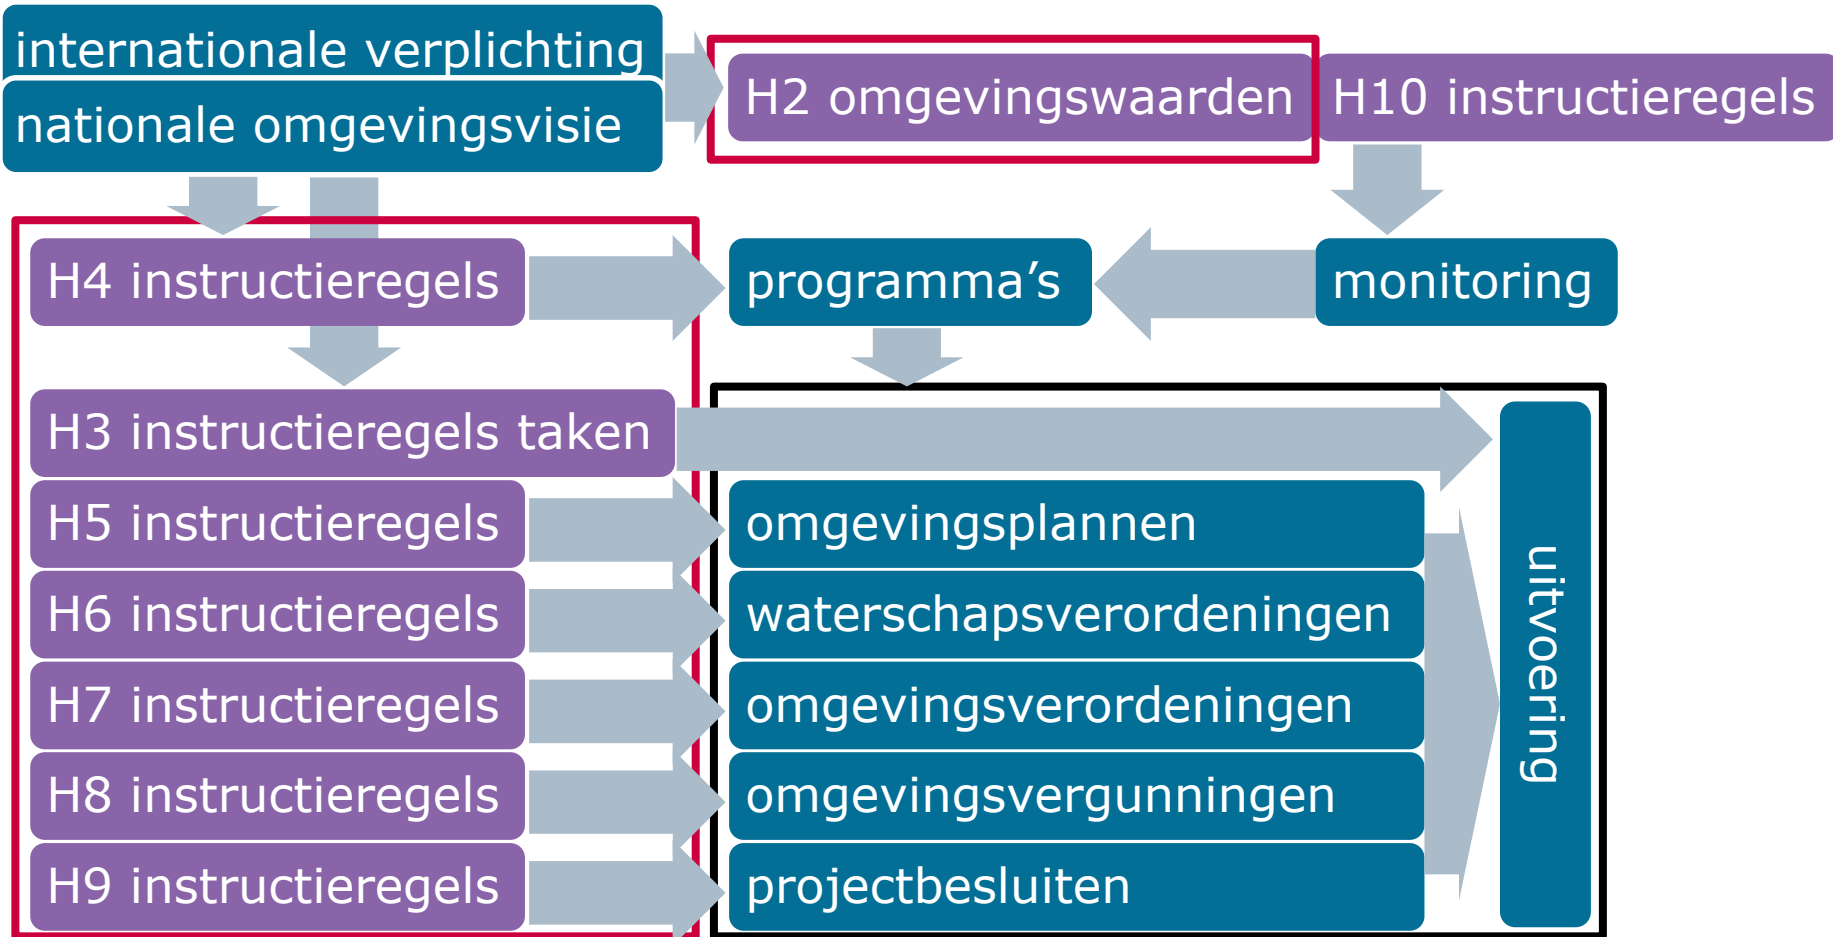 internationale verplichting
nationale omgevingsvisie
H2 omgevingswaarden
H10 instructieregels
H4 instructieregels
programma’s
monitoring
H3 instructieregels taken
H5 instructieregels
omgevingsplannen
H6 instructieregels
waterschapsverordeningen
H7 instructieregels
omgevingsverordeningen
H8 instructieregels
omgevingsvergunningen
H9 instructieregels
projectbesluiten
uitvoering